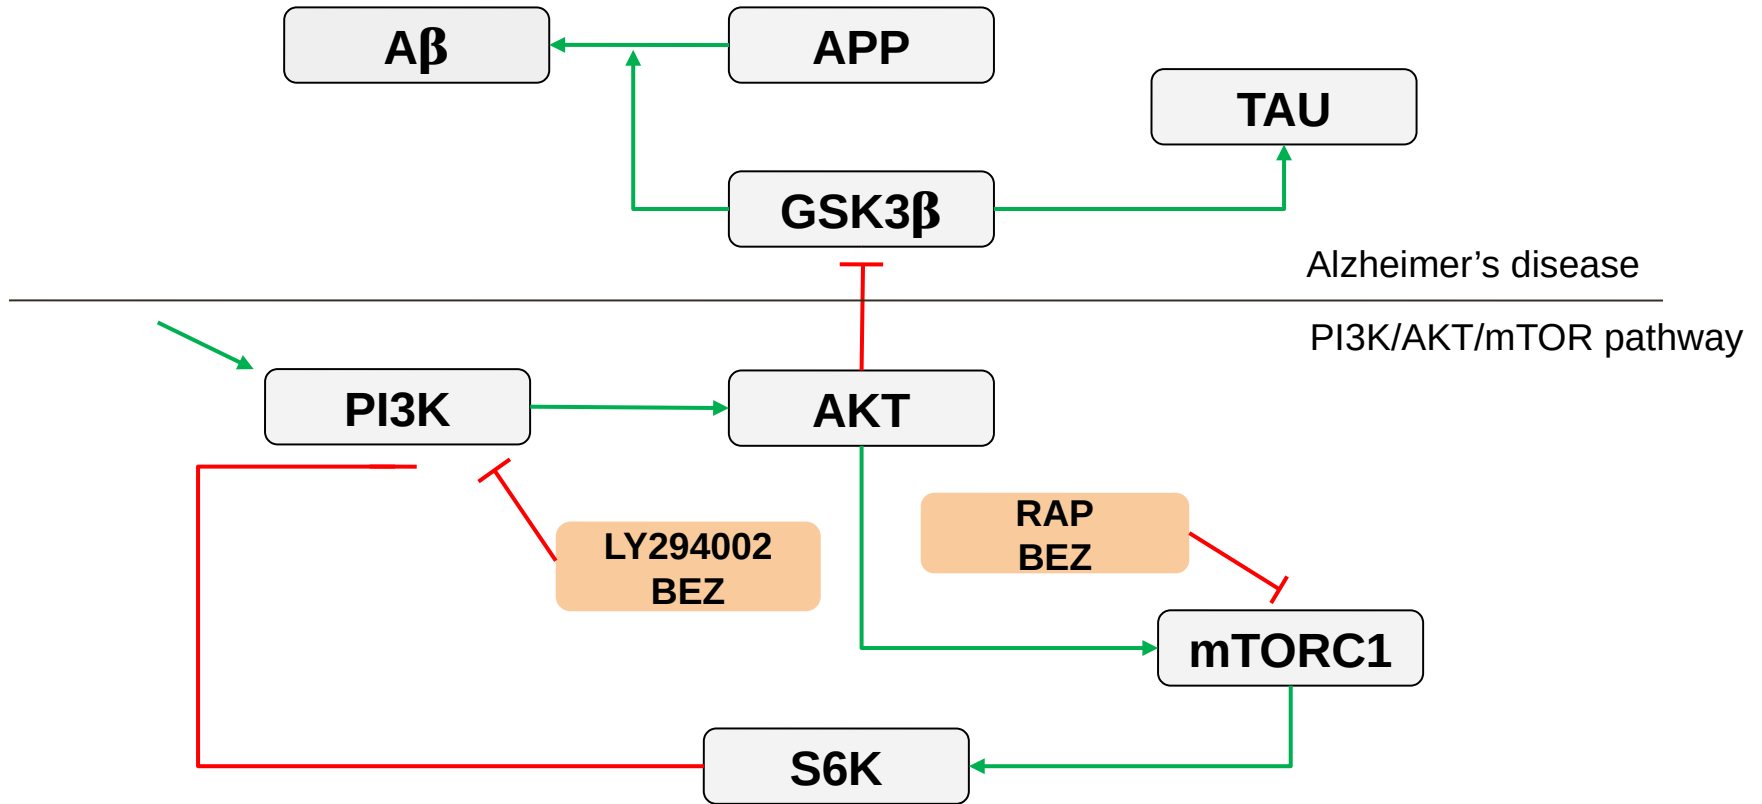 Aβ
APP
TAU
GSK3β
Alzheimer’s disease
PI3K/AKT/mTOR pathway
PI3K
AKT
LY294002
BEZ
RAP
BEZ
mTORC1
S6K